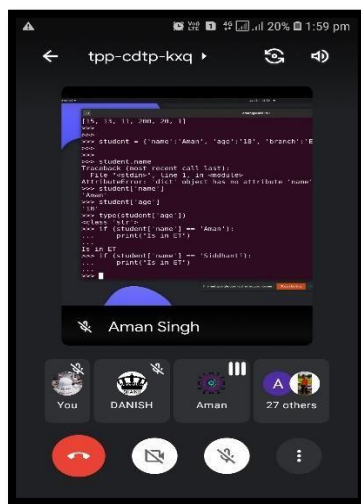 20% 1:59 pm
tpp-cdtp-kxq
[15, 13, 11, 200, 20, 1]
>>>
>>>
>>> student = {'name':'Aman', 'age':'18', 'branch':'E
>>>
>>>
>>> student.name
Traceback (most recent call last):
File "<stdin>", line 1, in <module>
AttributeError: 'dict' object has no attribute 'name'
>>> student['name']
'Aman'
>>> student['age']
'18'
>>> type(student['age'])
<class 'str'>
>>> if (student['name'] == 'Aman'):
... print("Is in ET")
...
Is in ET
>>> if (student['name'] == 'Siddhant'):
... print("Is in ET")
...
>>>
Aman Singh
You DANISH Aman A 27 others